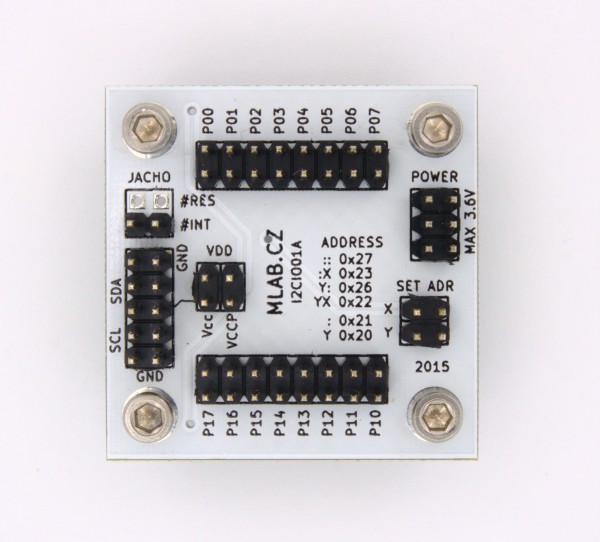 P00 P01 P02 P03 P04 P05 P06 P07
JACHO
#RES
#INT
POWER
MAX 3.6V
GND
SDA
SCL
GND
VDD
Vcc
VCCP
MLAB.CZ
I2CIO01A
ADDRESS
:: 0x27
:X 0x23
Y: 0x26
YX 0x22
: 0x21
Y 0x20
SET ADR
X
Y
2015
P17 P16 P15 P14 P13 P12 P11 P10